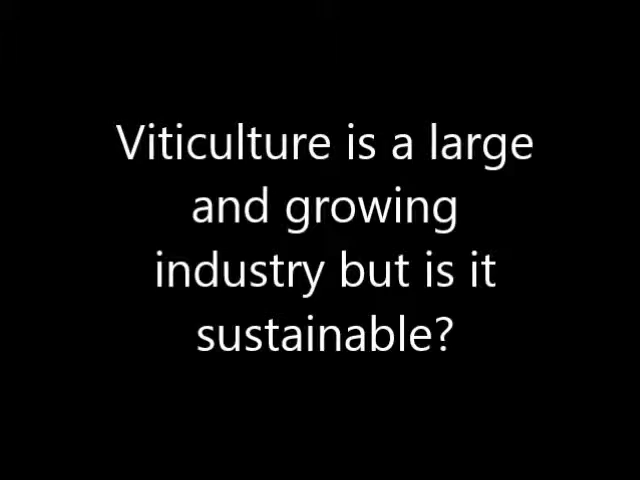 Viticulture is a large
and growing
industry but is it
sustainable?